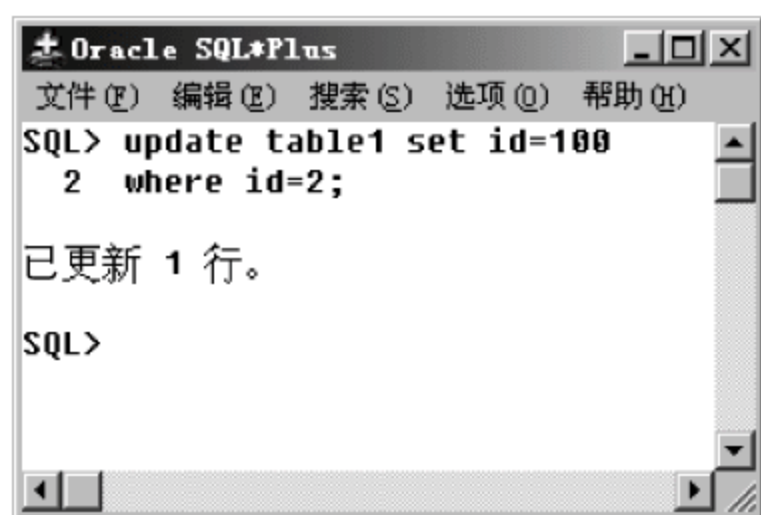 Oracle SQL*Plus
文件(F) 编辑(E) 搜索(S) 选项(O) 帮助(H)
SQL> update table1 set id=100
2 where id=2;
已更新 1 行。
SQL>